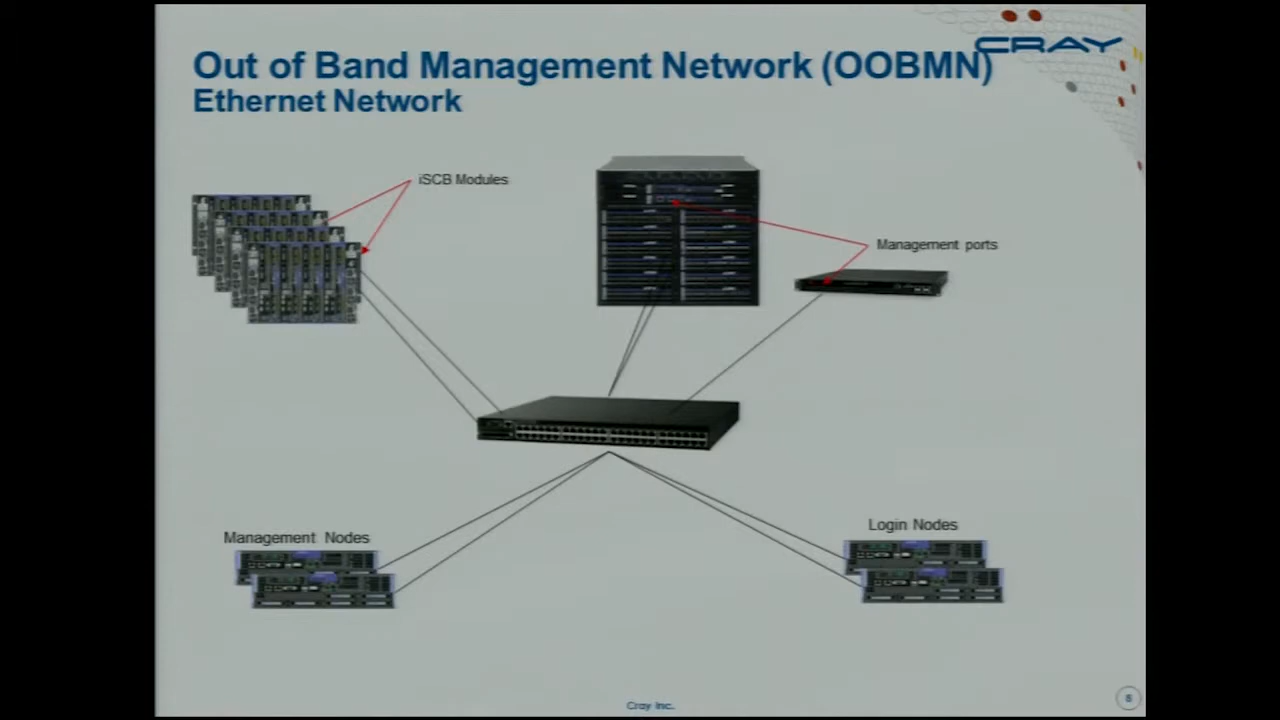 CRAY
Out of Band Management Network (OOBMN)
Ethernet Network
iSCB Modules
Management ports
Management Nodes
Login Nodes
Cray Inc.